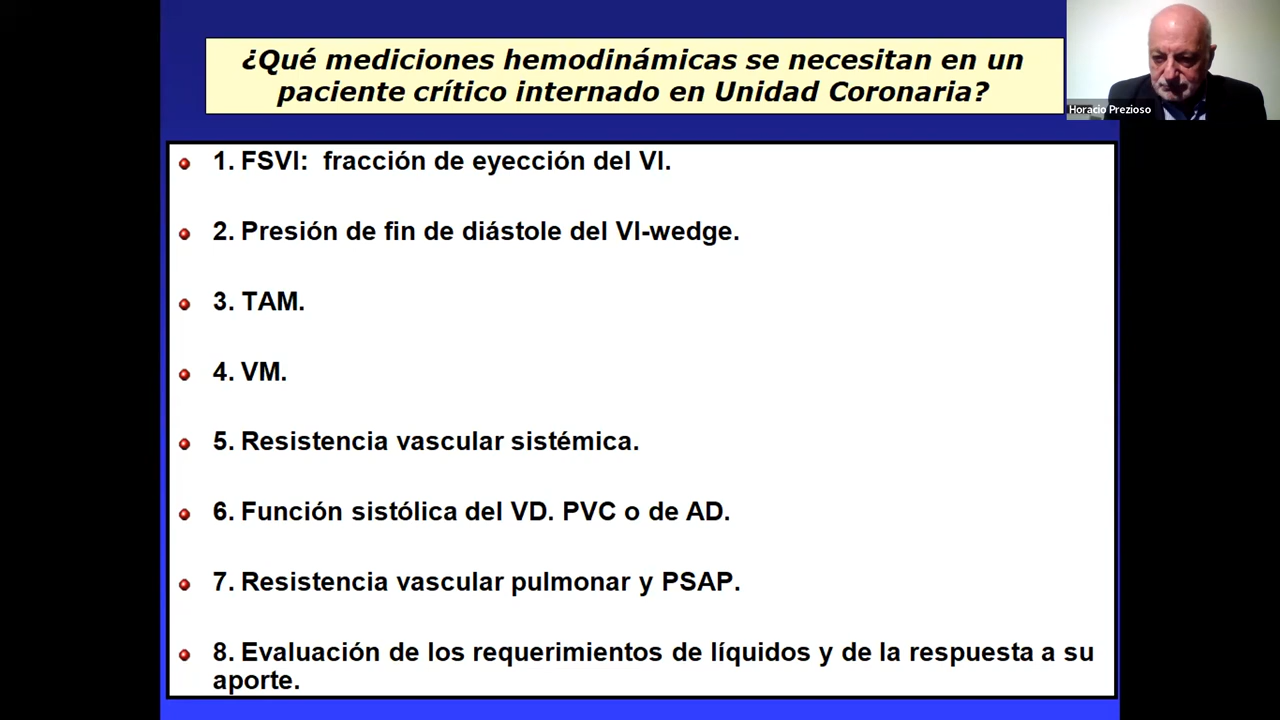 ¿Qué mediciones hemodinámicas se necesitan en un
paciente crítico internado en Unidad Coronaria?
Horacio Prezioso
1. FSVI:  fracción de eyección del VI.
2. Presión de fin de diástole del VI-wedge.
3. TAM.
4. VM.
5. Resistencia vascular sistémica.
6. Función sistólica del VD. PVC o de AD.
7. Resistencia vascular pulmonar y PSAP.
8. Evaluación de los requerimientos de líquidos y de la respuesta a su
aporte.